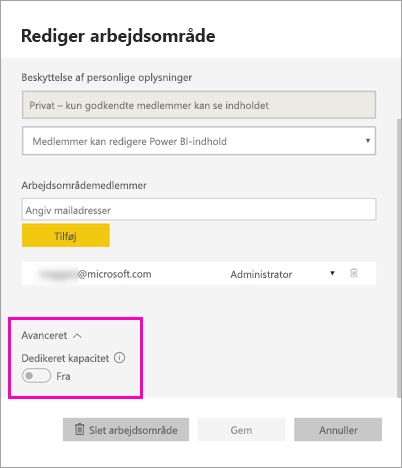 Rediger arbejdsområde
Beskyttelse af personlige oplysninger
Privat – kun godkendte medlemmer kan se indholdet
Medlemmer kan redigere Power BI-indhold
Arbejdsområdemedlemmer
Angiv mailadresser
Tilføj
@microsoft.com Administrator
Avanceret
Dedikeret kapacitet
Fra
Slet arbejdsområde Gem Annuller